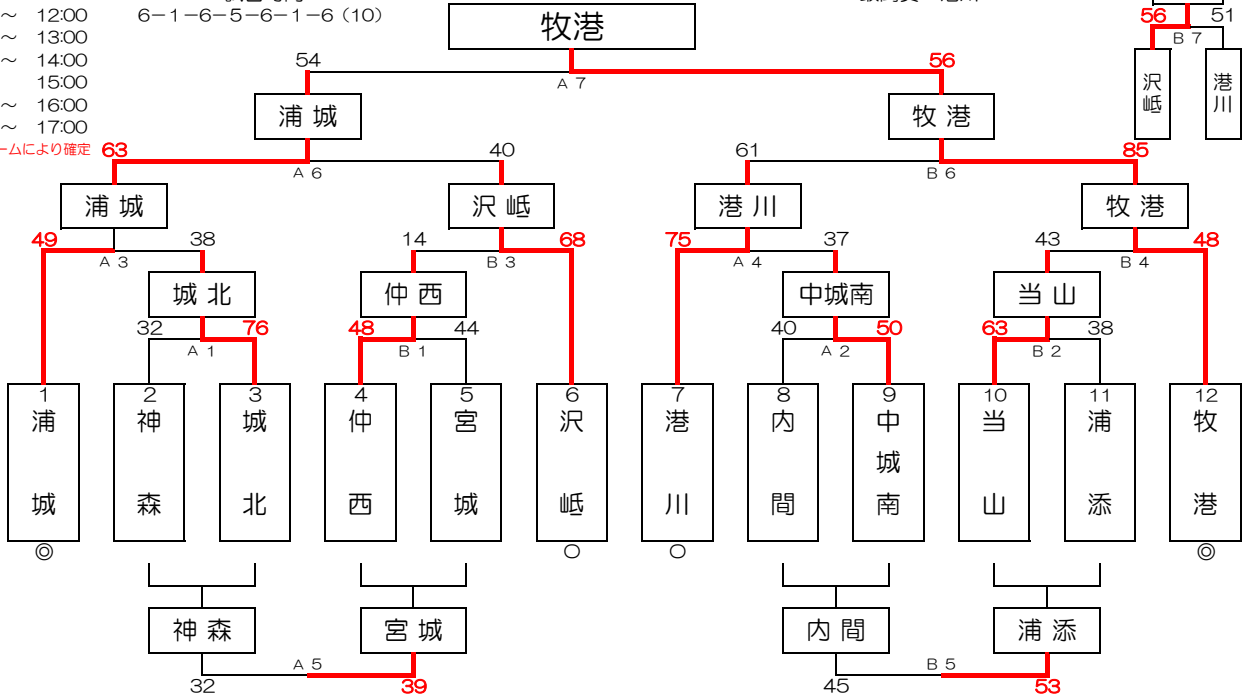 ～ 12:00
6－1－6－5－6－1－6（10）
～ 13:00
～ 14:00
15:00
～ 16:00
～ 17:00
ームにより確定
牧港
56 51
B 7
沢岻 港川
54 56
A 7
浦城 牧港
63 40 61 85
A 6 B 6
浦城 沢岻 港川 牧港
49 38 14 68 75 37 43 48
A 3 B 3 A 4 B 4
城北 仲西 中城南 当山
32 76 48 44 40 50 63 38
A 1 B 1 A 2 B 2
1 2 3 4 5 6 7 8 9 10 11 12
浦城 神森 城北 仲西 宮城 沢岻 港川 内間 中城南 当山 浦添 牧港
◎ ○ ○ ◎
神森 宮城 内間 浦添
A 5 B 5
32 39 45 53